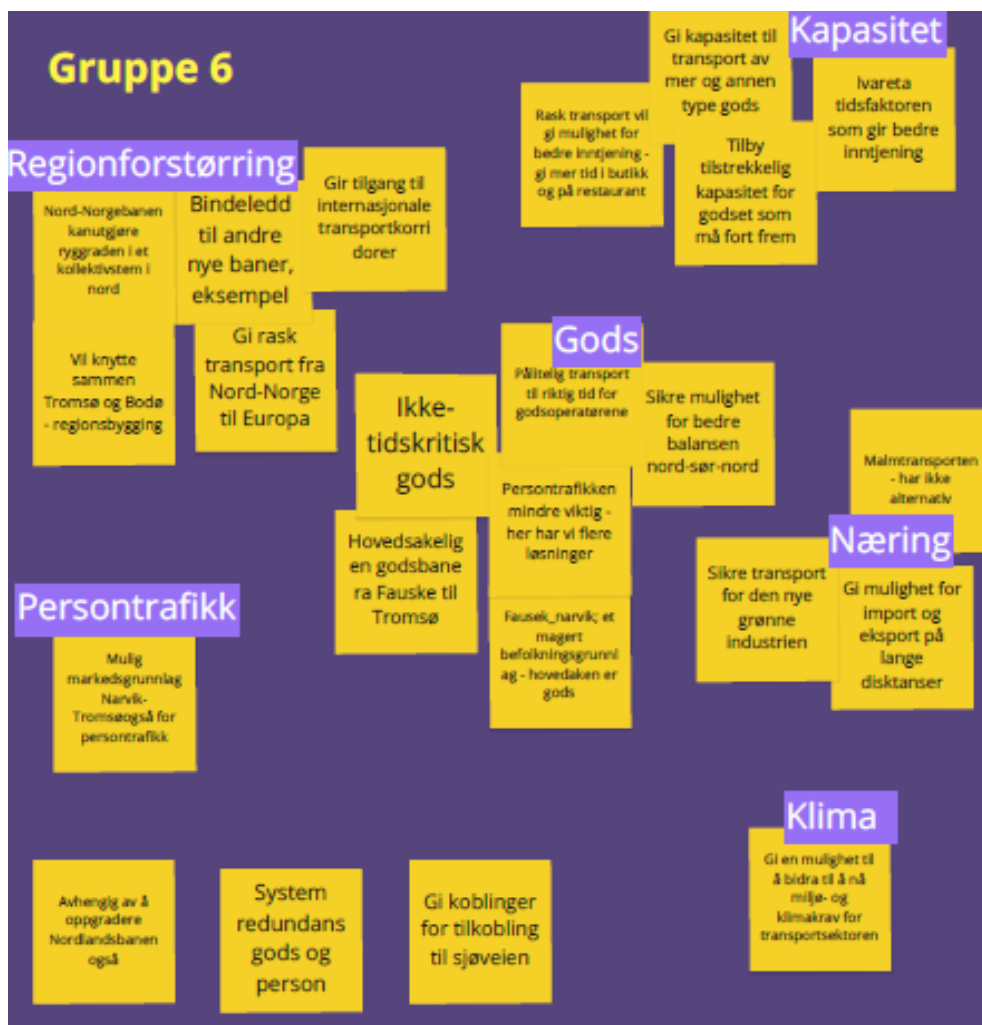 Gruppe 6
Regionforstørring
Nord-Norgebanen
kanutgjøre
ryggraden i et
kollektivstem i
nord
Bindeledd
til andre
nye baner,
eksempel
Gir tilgang til
internasjonale
transportkorri
dorer
Vil knytte
sammen
Tromsø og Bodø
- regionsbygging
Gi rask
transport fra
Nord-Norge
til Europa
Kapasitet
Gi kapasitet til
transport av
mer og annen
type gods
Rask transport vil
gi mulighet for
bedre inntjening -
gi mer tid i butikk
og på restaurant
Tilby
tilstrekkelig
kapasitet for
godset som
må fort frem
Ivareta
tidsfaktoren
som gir bedre
inntjening
Gods
Pålitelig transport
til riktig tid for
godsoperatørene
Ikke-
tidskritisk
gods
Sikre mulighet
for bedre
balansen
nord-sør-nord
Persontrafikken
mindre viktig -
her har vi flere
løsninger
Hovedsakelig
en godsbane
ra Fauske til
Tromsø
Fausek_narvik; et
magert
befolkningsgrunnl
ag - hovedaken er
gods
Malmtransporten
- har ikke
alternativ
Næring
Sikre transport
for den nye
grønne
industrien
Gi mulighet for
import og
eksport på
lange
disktanser
Persontrafikk
Mulig
markedsgrunnlag
Narvik-
Tromsøogså for
persontrafikk
Klima
Gi en mulighet til
å bidra til å nå
miljø- og
klimakrav for
transportsektoren
Avhengig av å
oppgradere
Nordlandsbanen
også
System
redundans
gods og
person
Gi koblinger
for tilkobling
til sjøveien